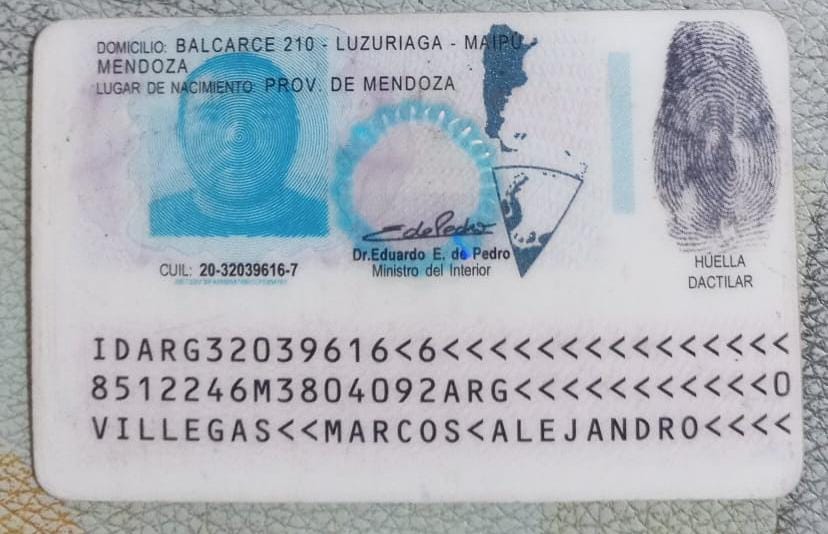 DOMICILIO: BALCARCE 210 - LUZURIAGA - MAIPU
MENDOZA
LUGAR DE NACIMIENTO: PROV. DE MENDOZA
EdePedro
Dr.Eduardo E. de Pedro
Ministro del Interior
CUIL: 20-32039616-7
HUELLA
DACTILAR
IDARG32039616<6<<<<<<<<<<<<<<<
8512246M3804092ARG<<<<<<<<<<<0
VILLEGAS<<MARCOS<ALEJANDRO<<<<